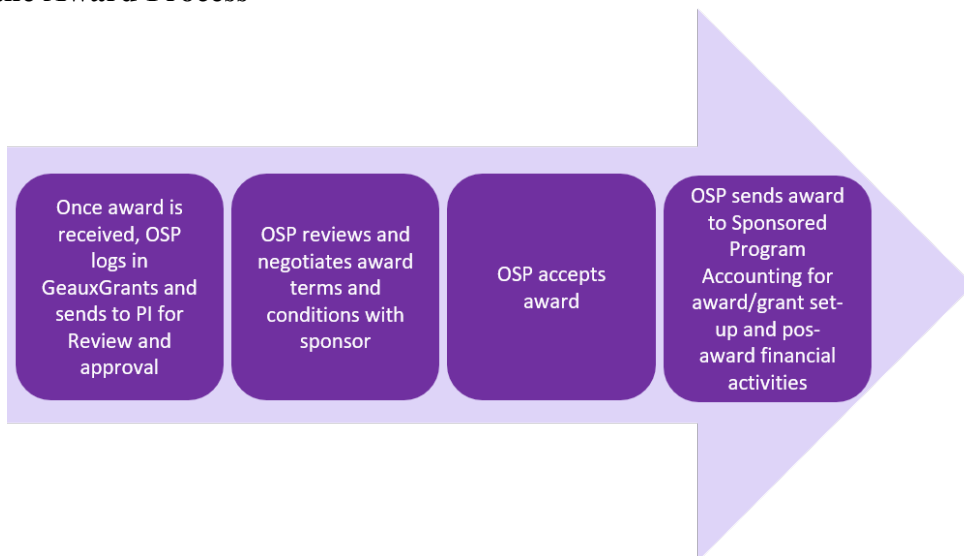 the Award Process
Once award is
received, OSP
logs in
GeauxGrants and
sends to PI for
Review and
approval
OSP reviews and
negotiates award
terms and
conditions with
sponsor
OSP accepts
award
OSP sends award
to Sponsored
Program
Accounting for
award/grant set-
up and pos-
award financial
activities